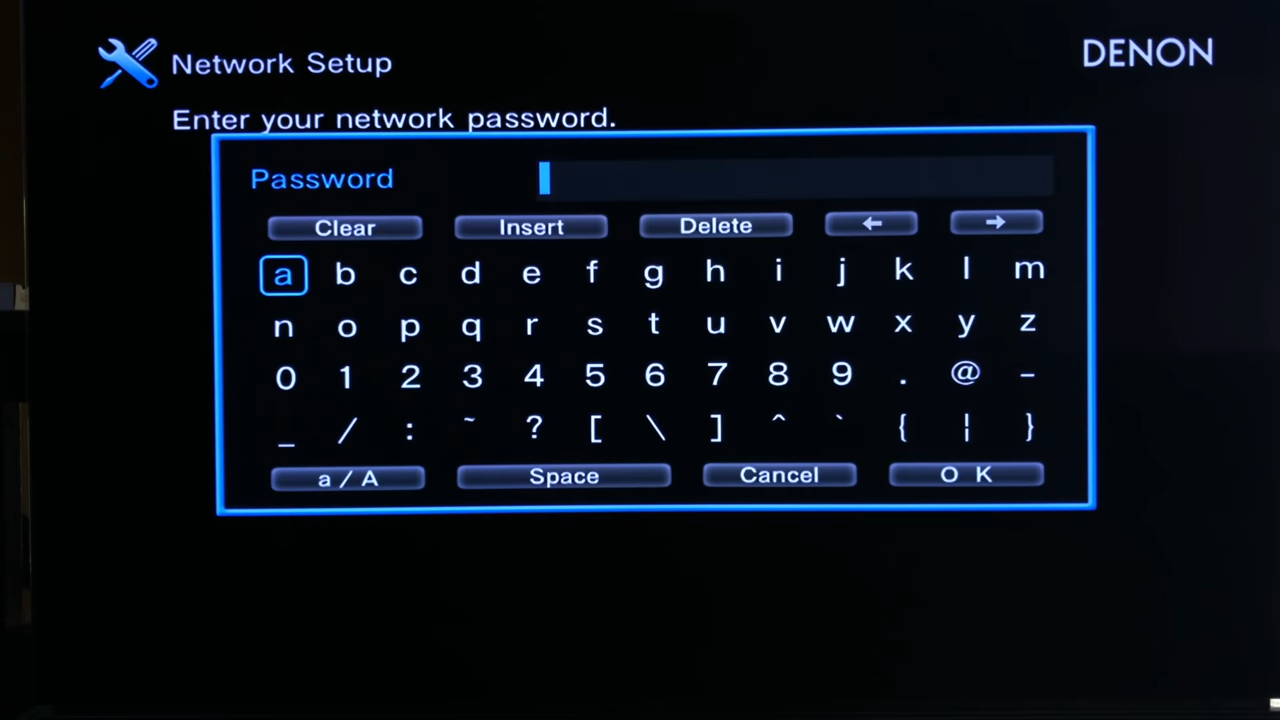 Network Setup
DENON
Enter your network password.
Password
Clear Insert Delete ← →
a b c d e f g h i j k l m
n o p q r s t u v w x y z
0 1 2 3 4 5 6 7 8 9 . @ -
_ / : ~ ? [ \ ] ^ ` { ¦ }
a / A Space Cancel O K